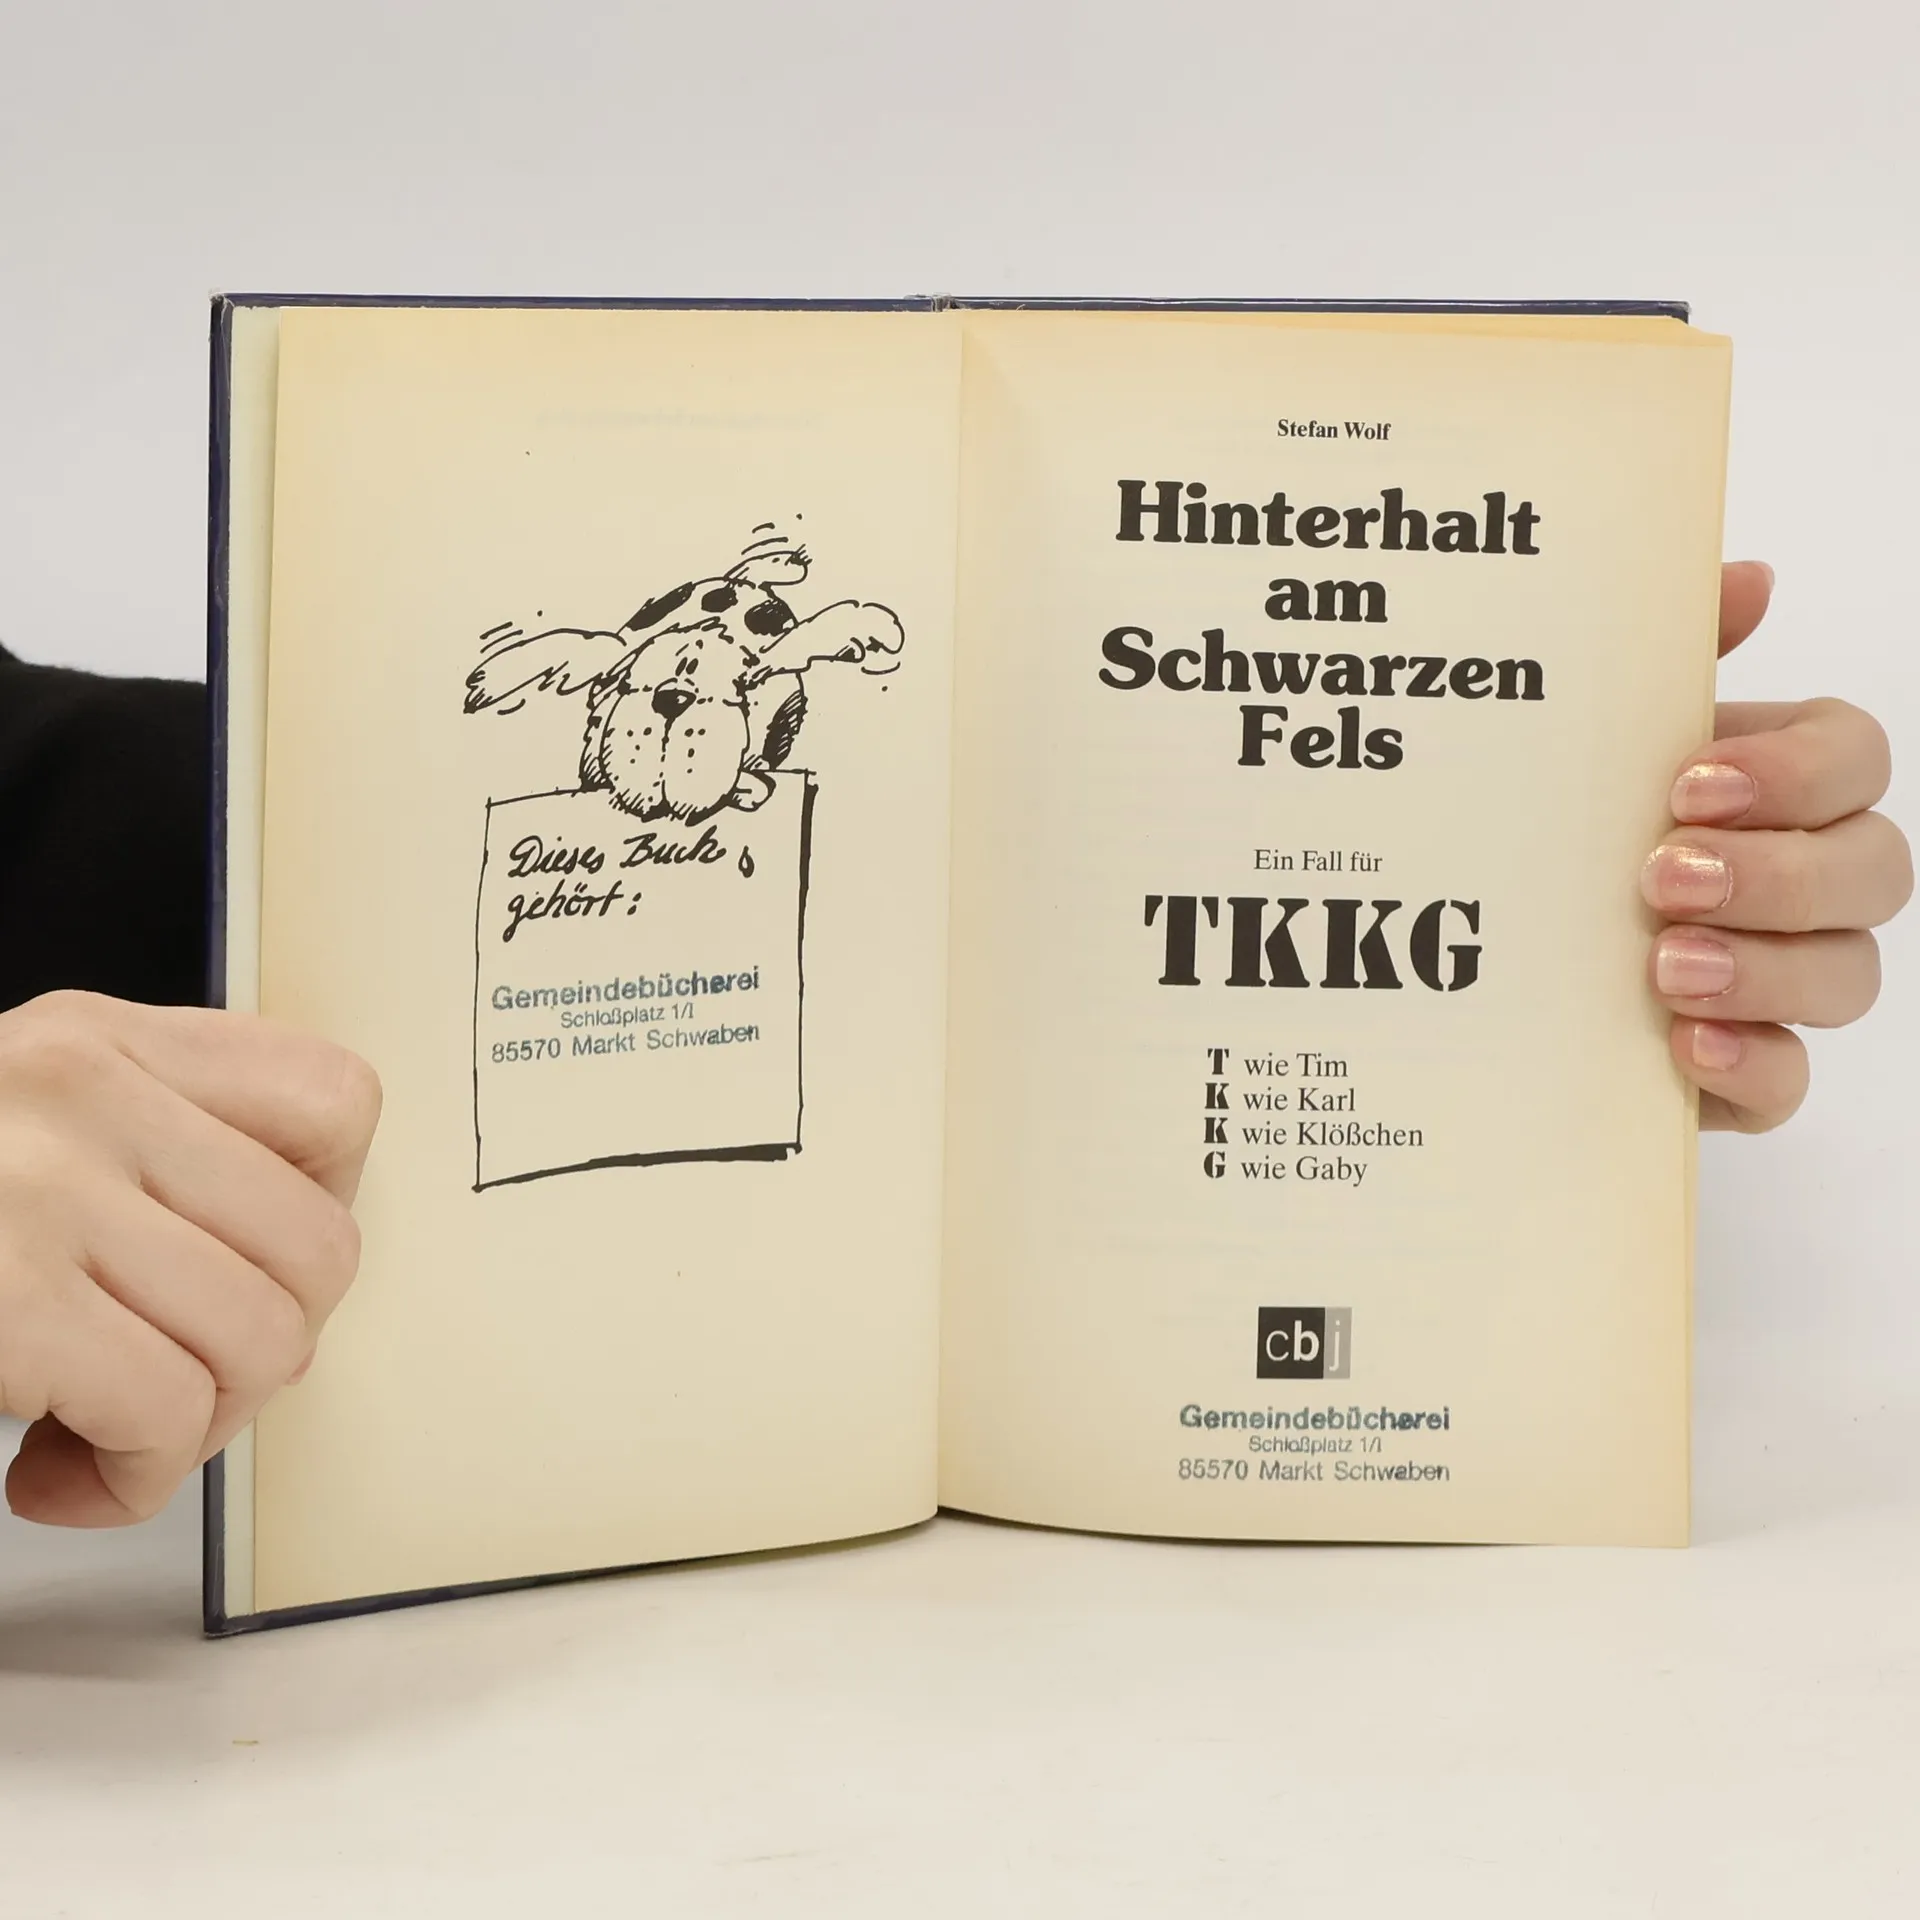 Dieses Buch
gehört:
Gemeindebücherei
Schloßplatz 1/I
85570 Markt Schwaben
Stefan Wolf
Hinterhalt
am
Schwarzen
Fels
Ein Fall für
TKKG
T wie Tim
K wie Karl
K wie Klößchen
G wie Gaby
cbj
Gemeindebücherei
Schloßplatz 1/I
85570 Markt Schwaben